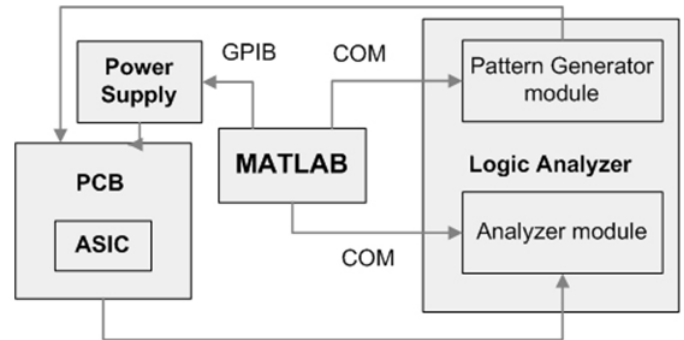 GPIB
COM
Power
Supply
Pattern Generator
module
MATLAB
Logic Analyzer
PCB
ASIC
Analyzer module
COM